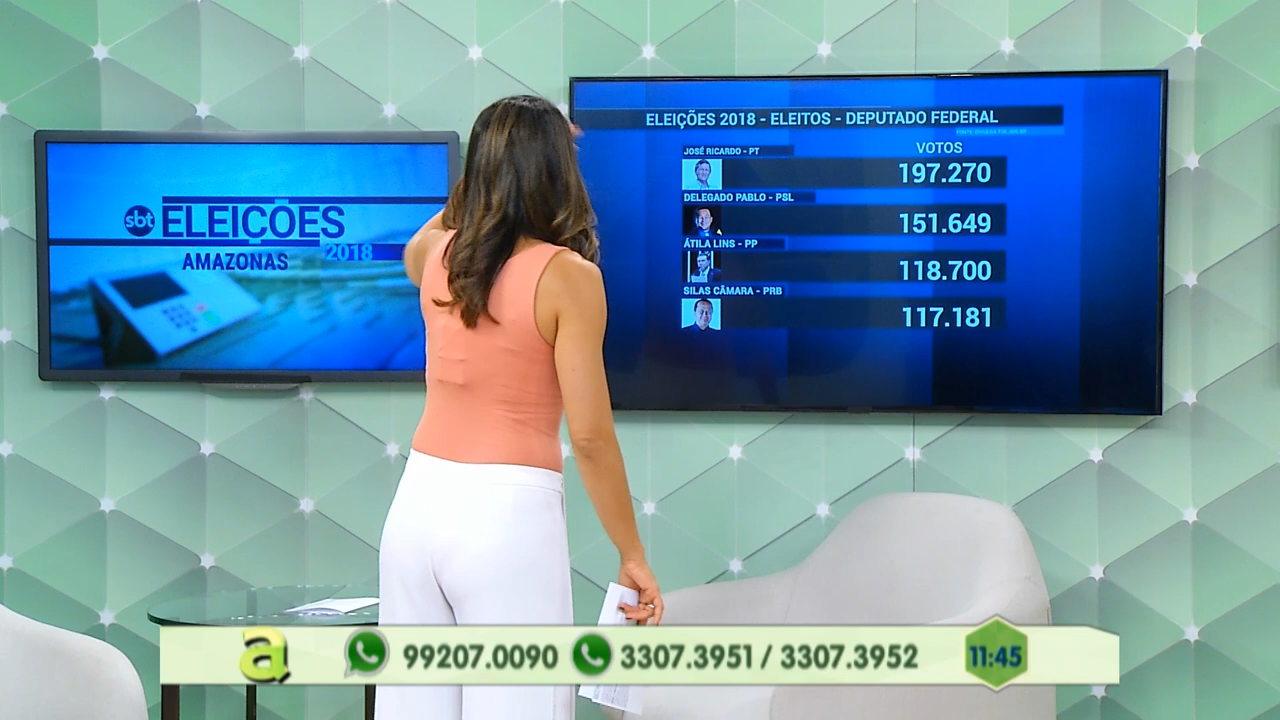 sbt ELEIÇÕES
2018
AMAZONAS
ELEIÇÕES 2018 - ELEITOS - DEPUTADO FEDERAL
VOTOS
JOSÉ RICARDO - PT
197.270
DELEGADO PABLO - PSL
151.649
ÁTILA LINS - PP
118.700
SILAS CÂMARA - PRB
117.181
a 99207.0090 3307.3951 / 3307.3952 11:45